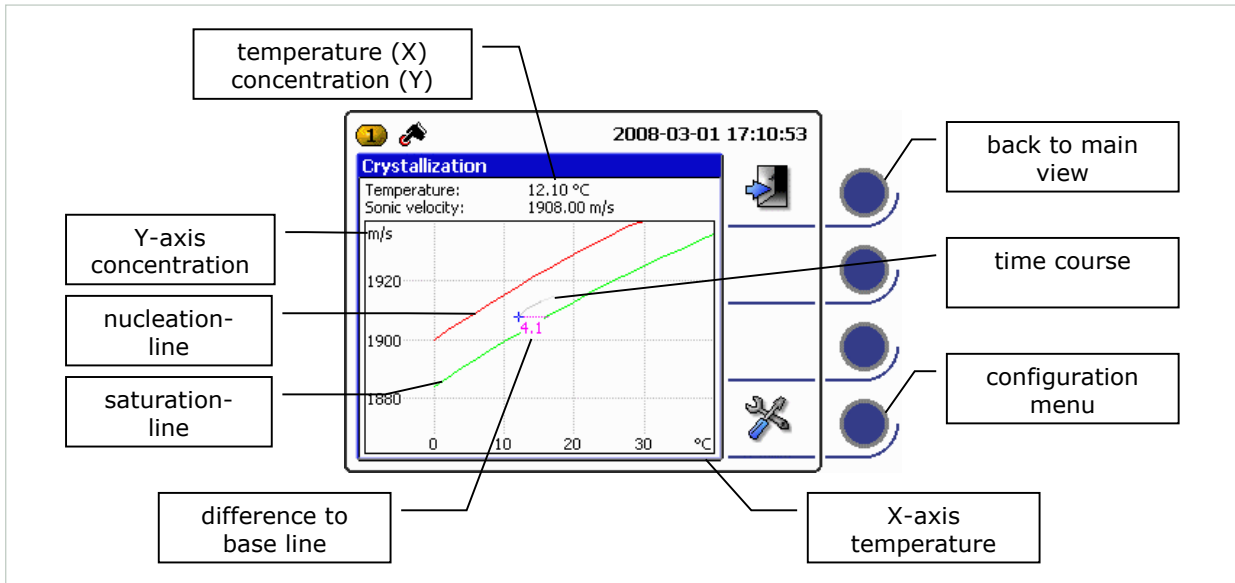 temperature (X)
concentration (Y)
1
2008-03-01 17:10:53
Crystallization
Temperature: 12.10 °C
Sonic velocity: 1908.00 m/s
m/s
1920
1900
1880
4.1
0 10 20 30 °C
Y-axis
concentration
nucleation-
line
saturation-
line
difference to
base line
back to main
view
time course
configuration
menu
X-axis
temperature